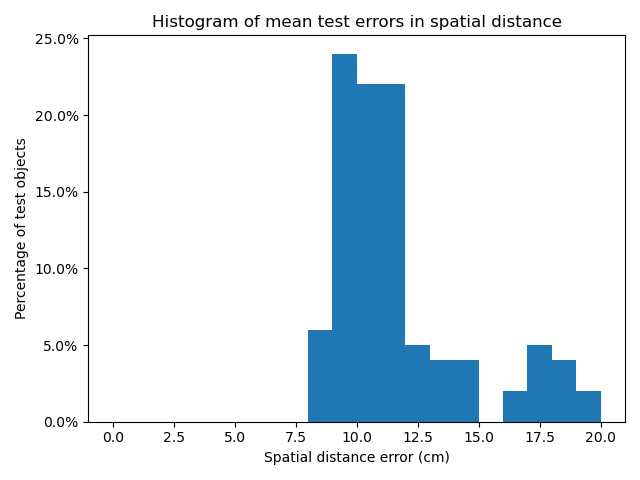 Histogram of mean test errors in spatial distance
25.0%
20.0%
15.0%
10.0%
5.0%
0.0%
Percentage of test objects
0.0 2.5 5.0 7.5 10.0 12.5 15.0 17.5 20.0
Spatial distance error (cm)